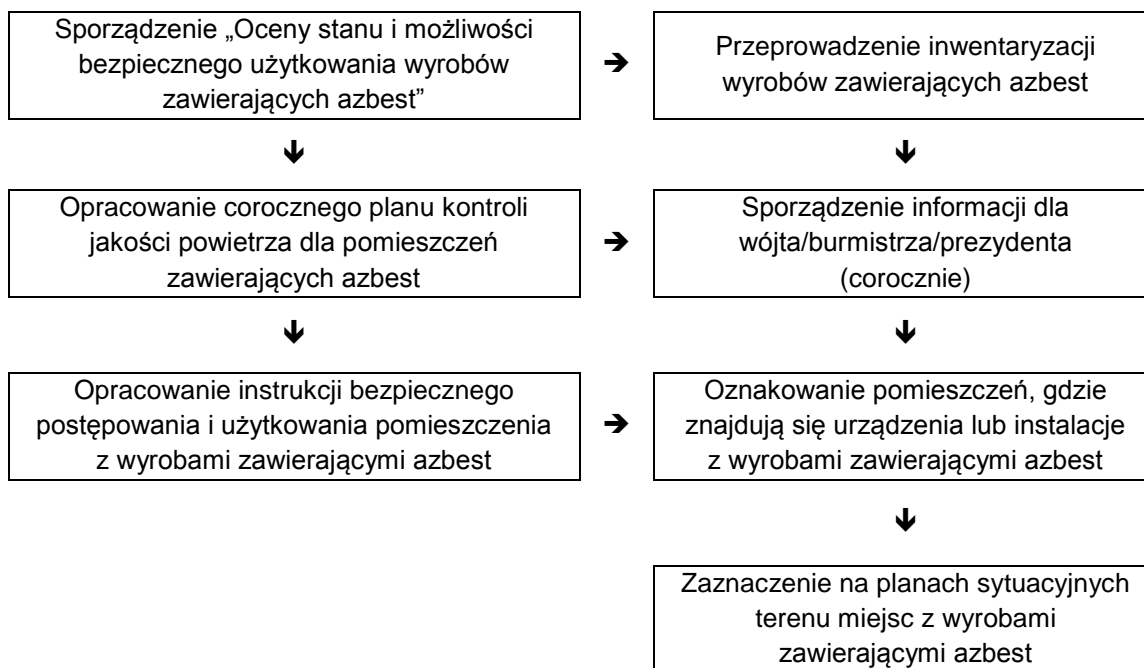 Sporządzenie „Oceny stanu i możliwości
bezpiecznego użytkowania wyrobów
zawierających azbest”
Przeprowadzenie inwentaryzacji
wyrobów zawierających azbest
Opracowanie corocznego planu kontroli
jakości powietrza dla pomieszczeń
zawierających azbest
Sporządzenie informacji dla
wójta/burmistrza/prezydenta
(corocznie)
Opracowanie instrukcji bezpiecznego
postępowania i użytkowania pomieszczenia
z wyrobami zawierającymi azbest
Oznakowanie pomieszczeń, gdzie
znajdują się urządzenia lub instalacje
z wyrobami zawierającymi azbest
Zaznaczenie na planach sytuacyjnych
terenu miejsc z wyrobami
zawierającymi azbest